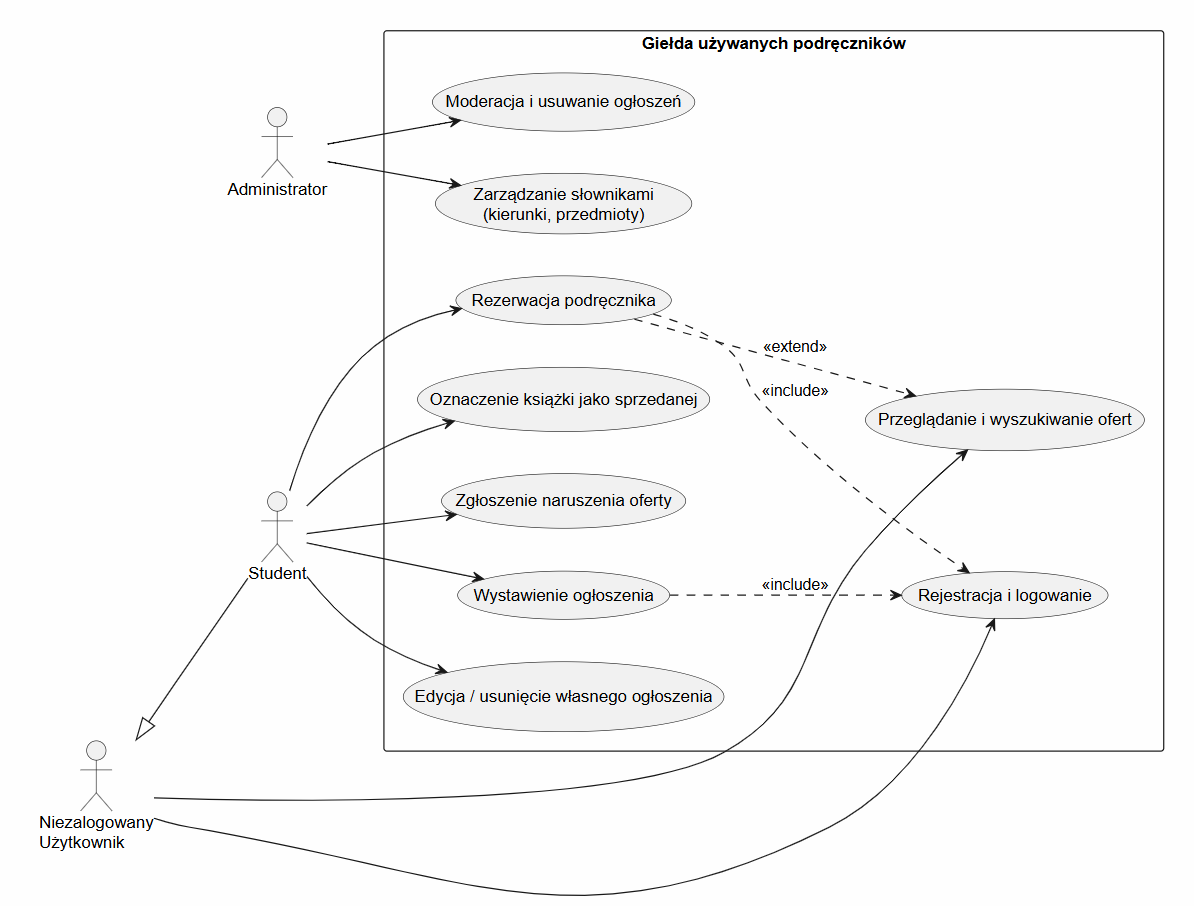 Giełda używanych podręczników
Moderacja i usuwanie ogłoszeń
Administrator
Zarządzanie słownikami
(kierunki, przedmioty)
Rezerwacja podręcznika
«extend»
«include»
Oznaczenie książki jako sprzedanej
Przeglądanie i wyszukiwanie ofert
Zgłoszenie naruszenia oferty
Student
«include»
Wystawienie ogłoszenia
Rejestracja i logowanie
Edycja / usunięcie własnego ogłoszenia
Niezalogowany
Użytkownik